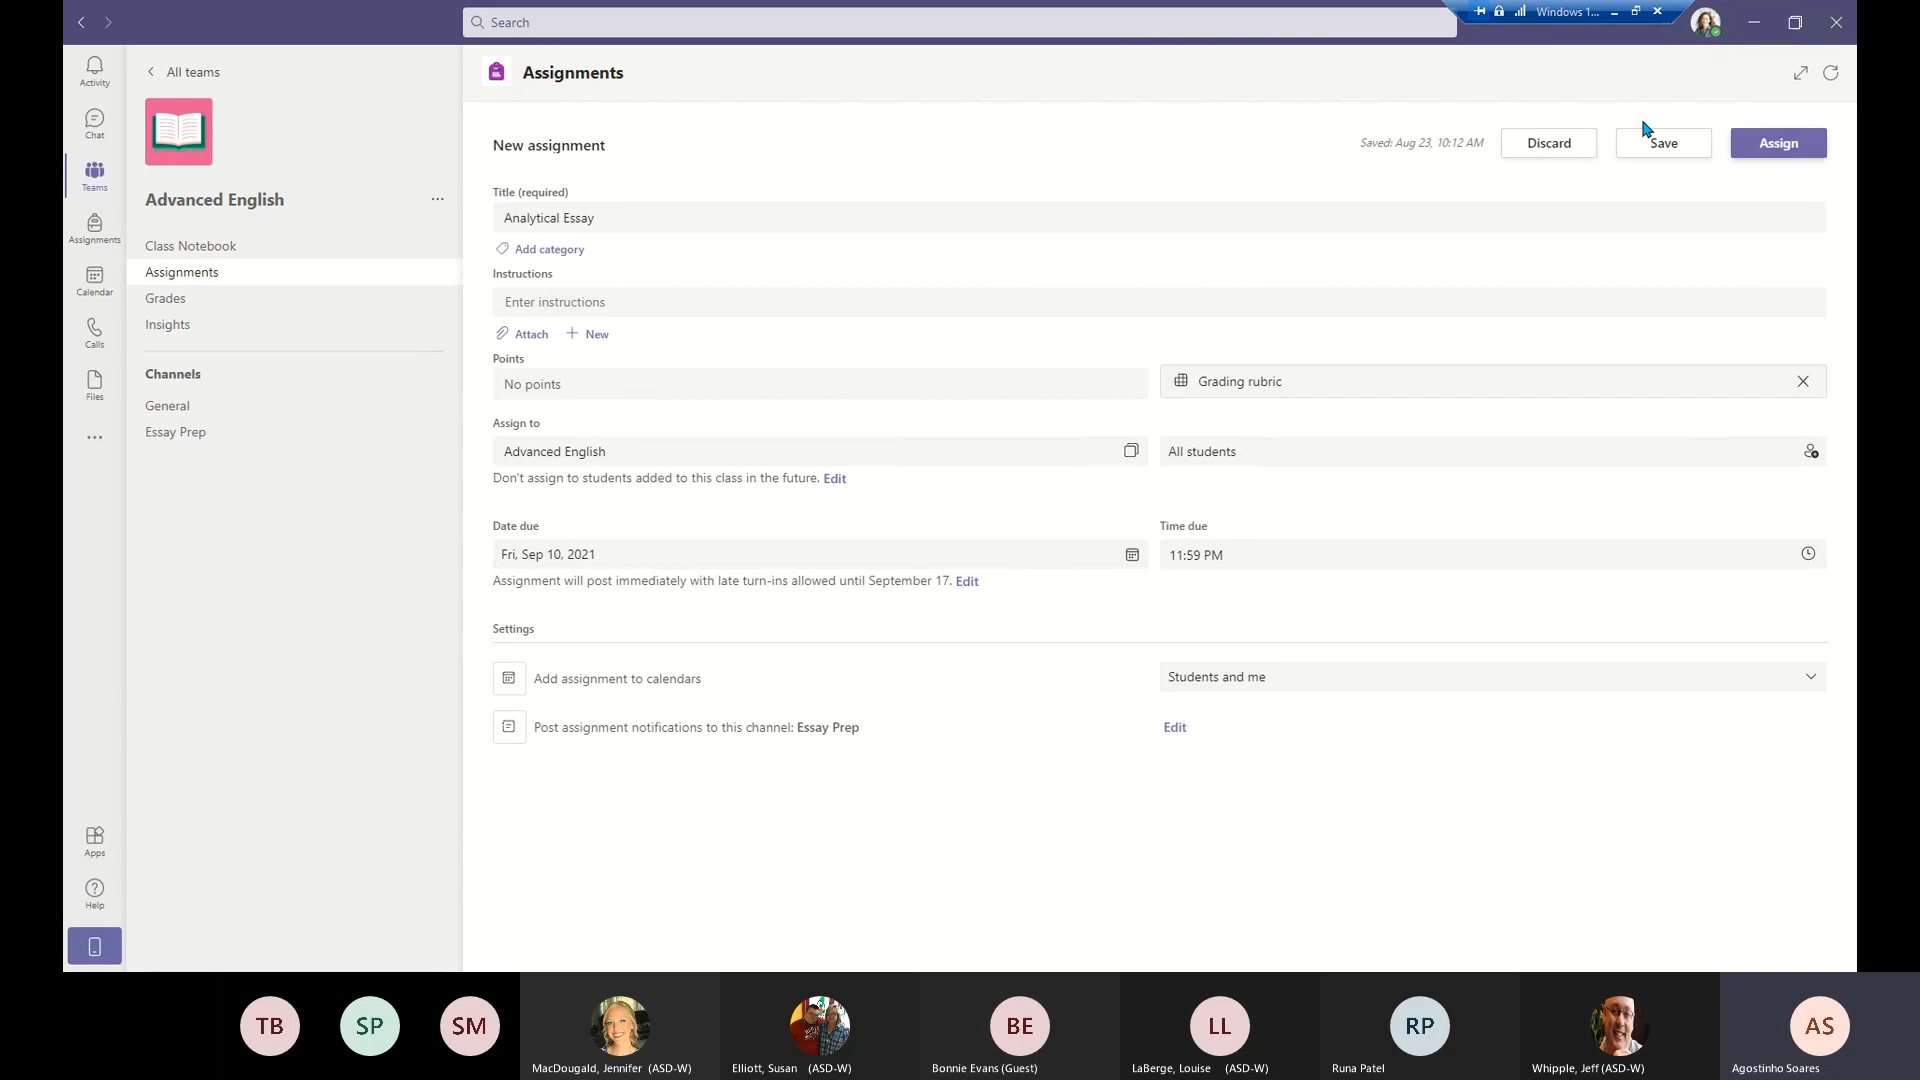 Search
Windows 1...
Activity
Chat
Teams
Assignments
Calendar
Calls
Files
Apps
Help
All teams
Advanced English
Class Notebook
Assignments
Grades
Insights
Channels
General
Essay Prep
Assignments
New assignment
Saved: Aug 23, 10:12 AM
Discard
Save
Assign
Title (required)
Analytical Essay
Add category
Instructions
Enter instructions
Attach
New
Points
No points
Grading rubric
Assign to
Advanced English
All students
Don't assign to students added to this class in the future. Edit
Date due
Time due
Fri, Sep 10, 2021
11:59 PM
Assignment will post immediately with late turn-ins allowed until September 17. Edit
Settings
Add assignment to calendars
Students and me
Post assignment notifications to this channel: Essay Prep
Edit
TB
SP
SM
BE
LL
RP
AS
MacDougald, Jennifer (ASD-W)
Elliott, Susan (ASD-W)
Bonnie Evans (Guest)
LaBerge, Louise (ASD-W)
Runa Patel
Whipple, Jeff (ASD-W)
Agostinho Soares